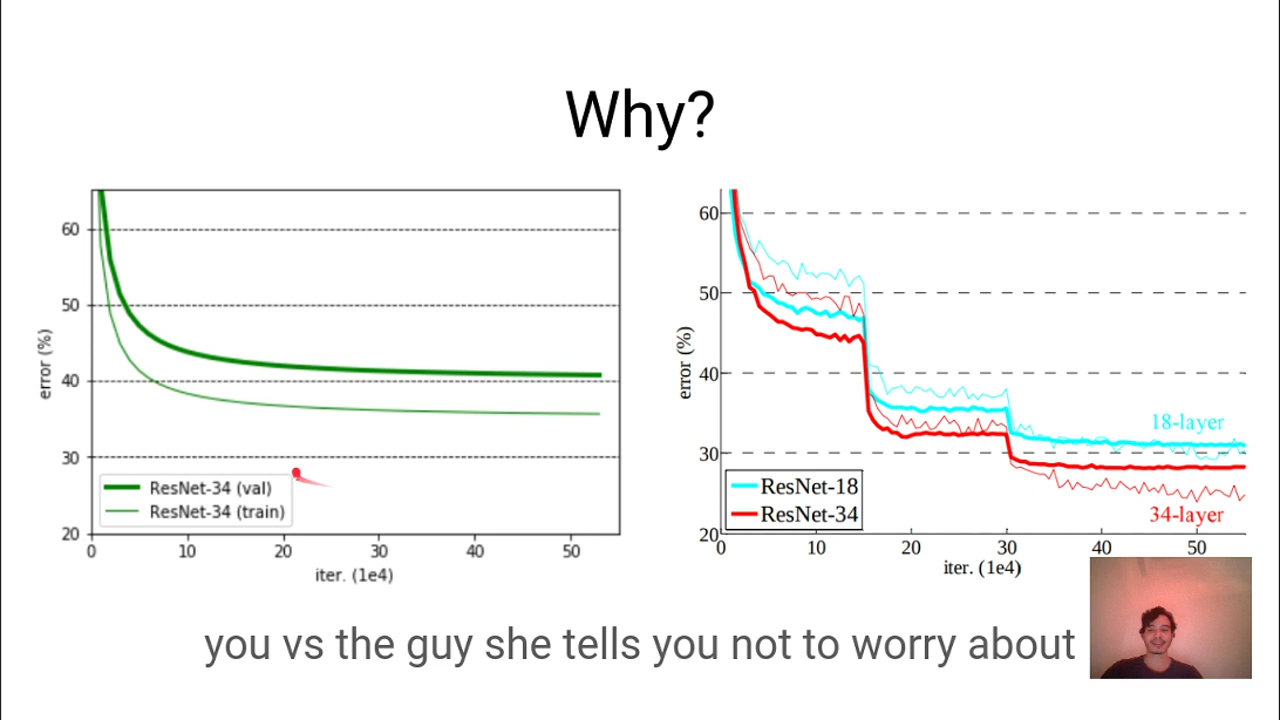 Why?
60
50
40
30
20
error (%)
ResNet-34 (val)
ResNet-34 (train)
0 10 20 30 40 50
iter. (1e4)
60
50
40
30
20
error (%)
18-layer
34-layer
ResNet-18
ResNet-34
0 10 20 30 40 50
iter. (1e4)
you vs the guy she tells you not to worry about